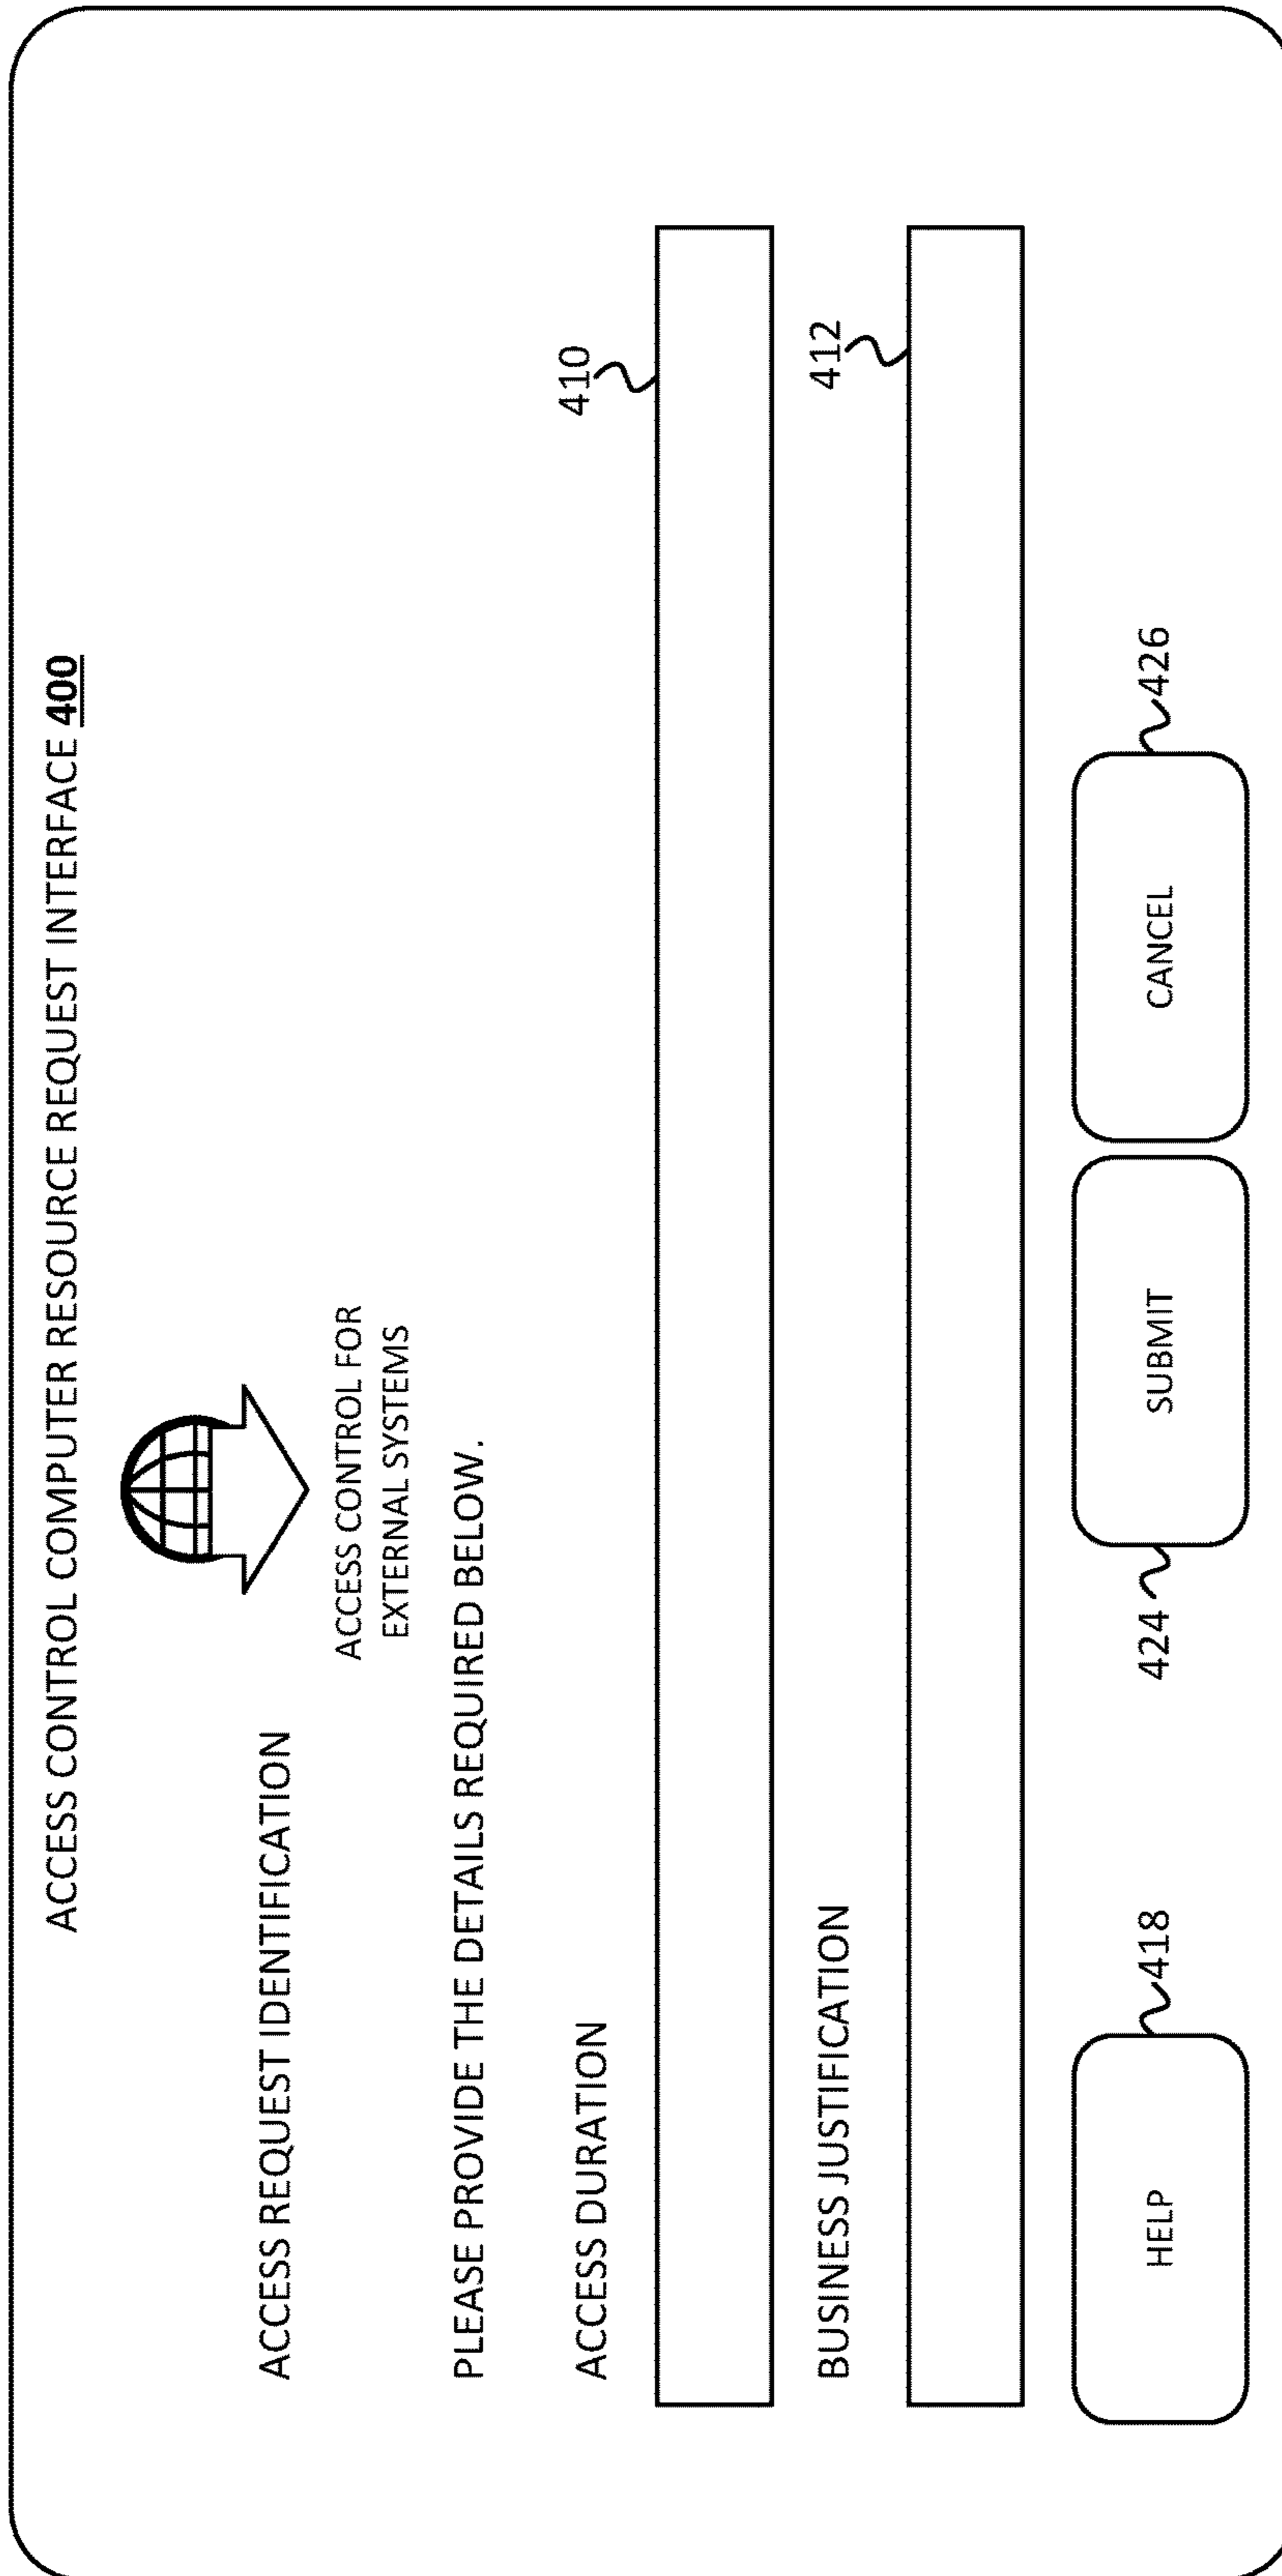 ACCESS CONTROL COMPUTER RESOURCE REQUEST INTERFACE 400
ACCESS REQUEST IDENTIFICATION
ACCESS CONTROL FOR
EXTERNAL SYSTEMS
PLEASE PROVIDE THE DETAILS REQUIRED BELOW.
ACCESS DURATION
410
BUSINESS JUSTIFICATION
412
HELP
418
424
SUBMIT
CANCEL
426